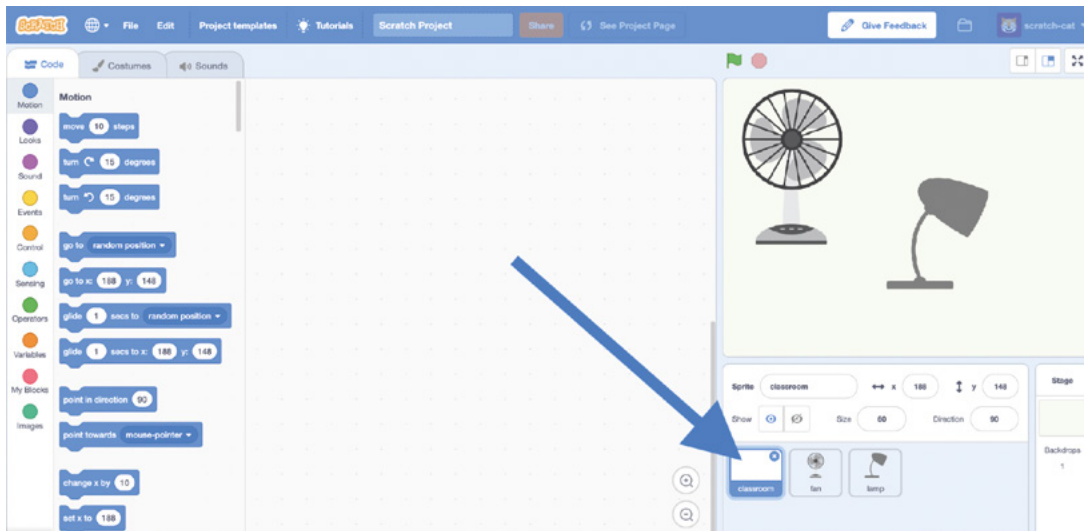 SCRATCH File Edit Project templates Tutorials Scratch Project Share See Project Page Give Feedback scratch-cat
Code Costumes Sounds
Motion
Looks
Sound
Events
Control
Sensing
Operators
Variables
My Blocks
Images
Motion
move 10 steps
turn 15 degrees
turn 15 degrees
go to random position
go to x: 188 y: 148
glide 1 secs to random position
glide 1 secs to x: 188 y: 148
point in direction 90
point towards mouse-pointer
change x by 10
set x to 188
Sprite classroom x 188 y 148
Show Size 60 Direction 90
classroom fan lamp
Stage
Backdrops
1